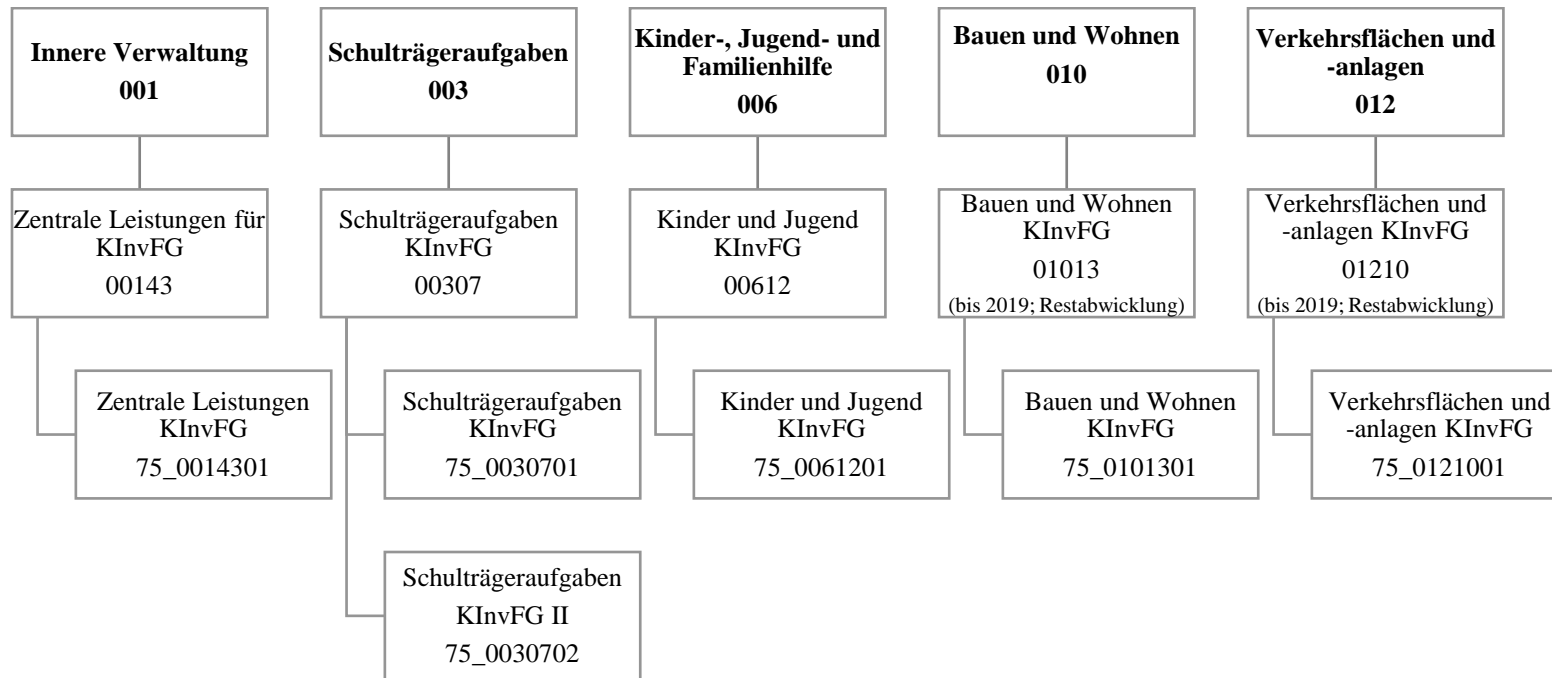 Innere Verwaltung
001
Schulträgeraufgaben
003
Kinder-, Jugend- und
Familienhilfe
006
Bauen und Wohnen
010
Verkehrsflächen und
-anlagen
012
Zentrale Leistungen für
KInvFG
00143
Schulträgeraufgaben
KInvFG
00307
Kinder und Jugend
KInvFG
00612
Bauen und Wohnen
KInvFG
01013
(bis 2019; Restabwicklung)
Verkehrsflächen und
-anlagen KInvFG
01210
(bis 2019; Restabwicklung)
Zentrale Leistungen
KInvFG
75_0014301
Schulträgeraufgaben
KInvFG
75_0030701
Kinder und Jugend
KInvFG
75_0061201
Bauen und Wohnen
KInvFG
75_0101301
Verkehrsflächen und
-anlagen KInvFG
75_0121001
Schulträgeraufgaben
KInvFG II
75_0030702